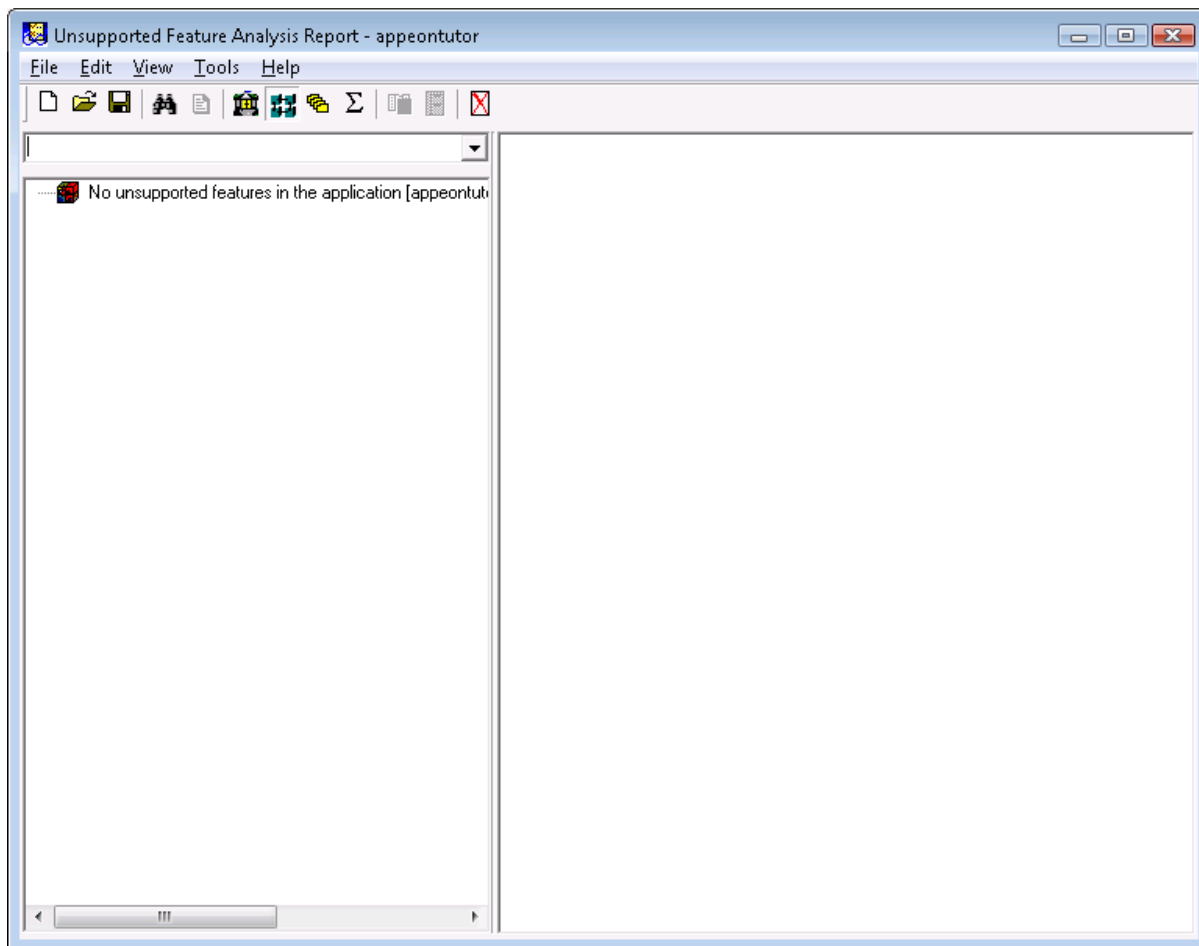 Unsupported Feature Analysis Report - appeontutor
File Edit View Tools Help
Σ
No unsupported features in the application [appeontut